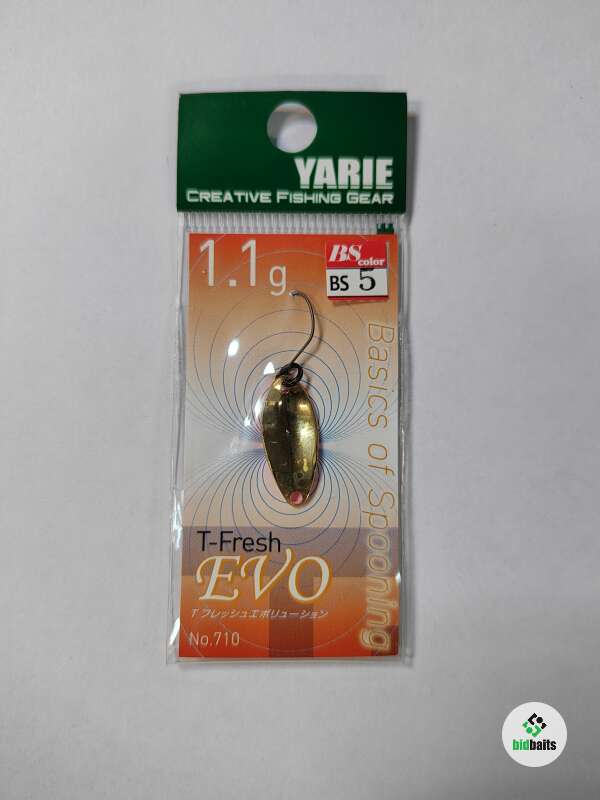 YARIE
CREATIVE FISHING GEAR
1.1g
BS
color
BS 5
Basics of Spooning
T-Fresh
EVO
T フレッシュエボリューション
No.710
bidbaits